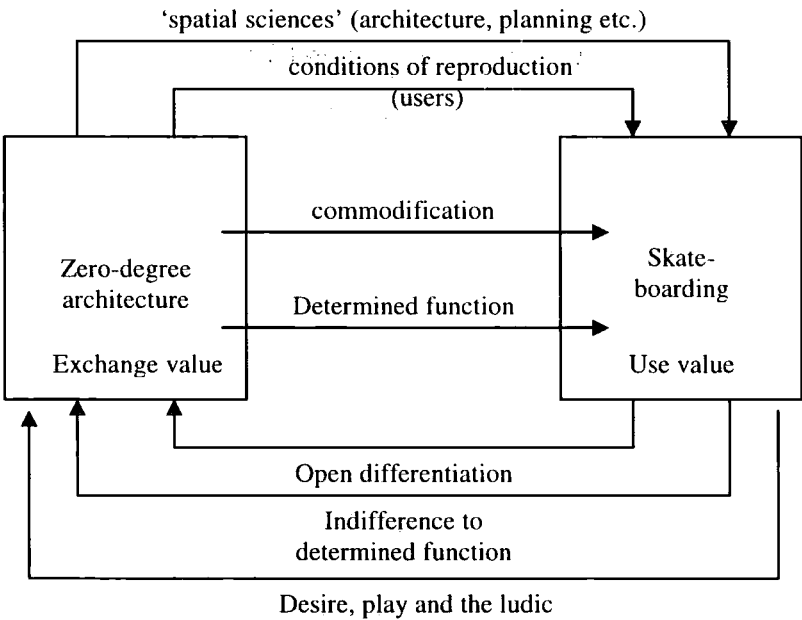 ‘spatial sciences’ (architecture, planning etc.)
conditions of reproduction
(users)
commodification
Zero-degree
architecture
Skate-
boarding
Determined function
Exchange value
Use value
Open differentiation
Indifference to
determined function
Desire, play and the ludic